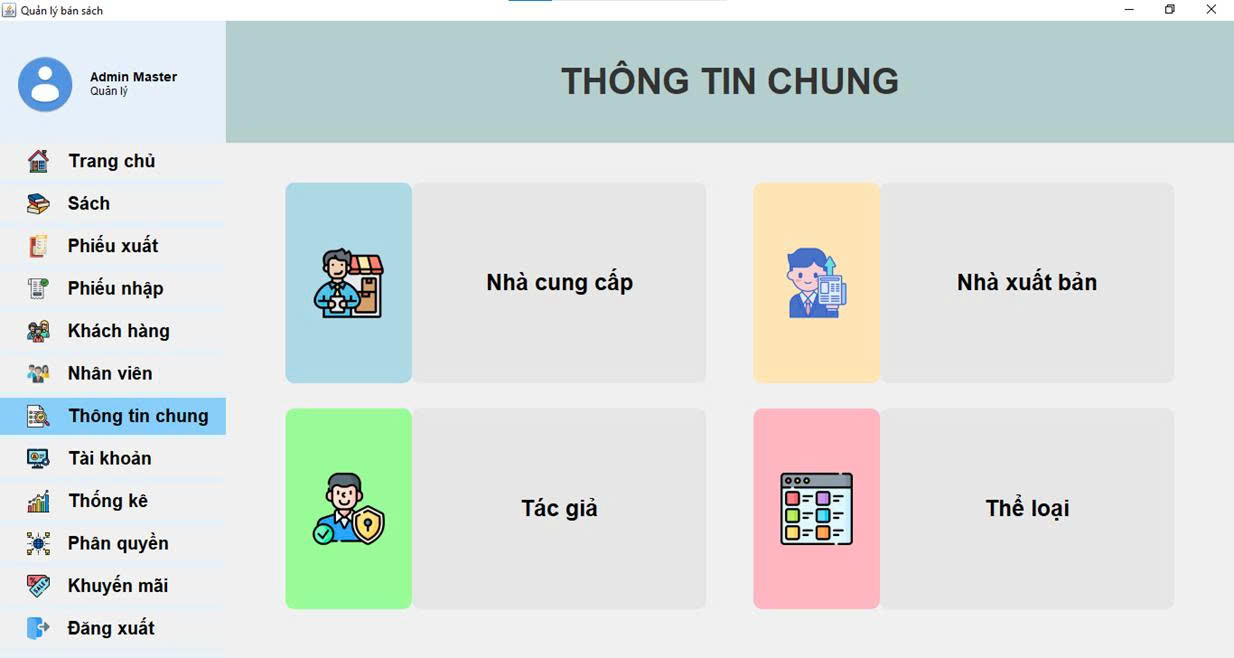 Quản lý bán sách
Admin Master
Quản lý
Trang chủ
Sách
Phiếu xuất
Phiếu nhập
Khách hàng
Nhân viên
Thông tin chung
Tài khoản
Thống kê
Phân quyền
Khuyến mãi
Đăng xuất
THÔNG TIN CHUNG
Nhà cung cấp
Nhà xuất bản
Tác giả
Thể loại